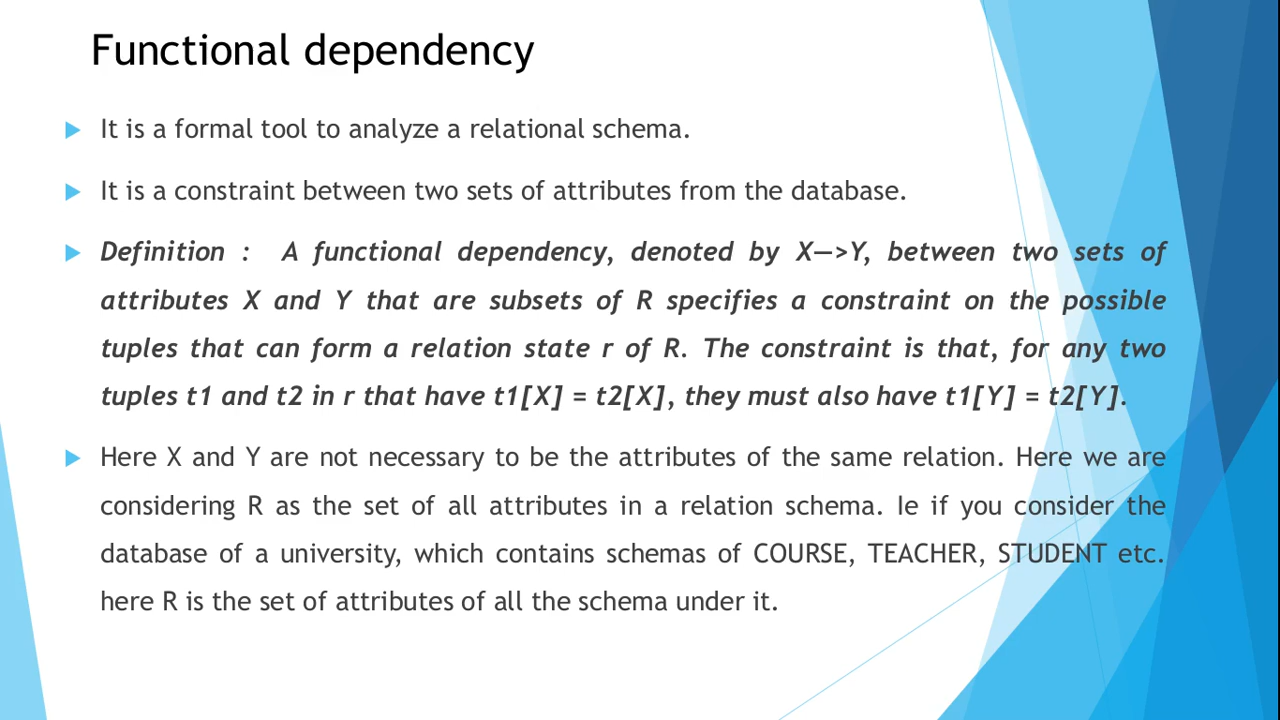 Functional dependency
It is a formal tool to analyze a relational schema.
It is a constraint between two sets of attributes from the database.
Definition : A functional dependency, denoted by X—>Y, between two sets of
attributes X and Y that are subsets of R specifies a constraint on the possible
tuples that can form a relation state r of R. The constraint is that, for any two
tuples t1 and t2 in r that have t1[X] = t2[X], they must also have t1[Y] = t2[Y].
Here X and Y are not necessary to be the attributes of the same relation. Here we are
considering R as the set of all attributes in a relation schema. Ie if you consider the
database of a university, which contains schemas of COURSE, TEACHER, STUDENT etc.
here R is the set of attributes of all the schema under it.